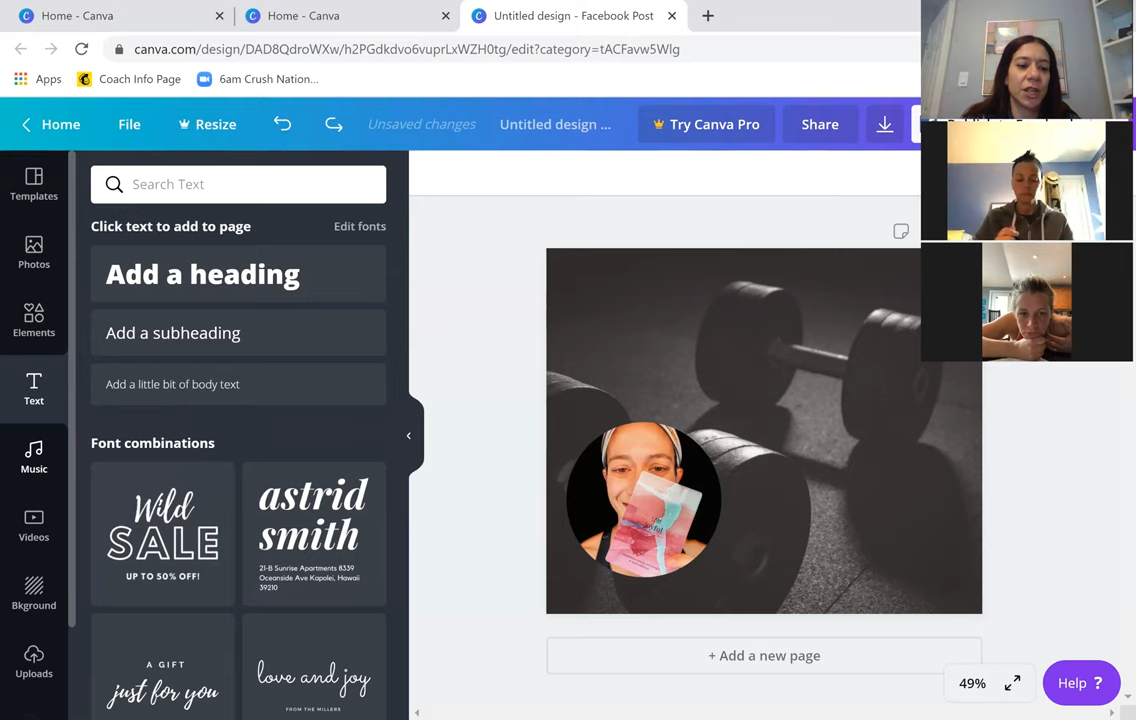 Home - Canva
Home - Canva
Untitled design - Facebook Post
canva.com/design/DAD8QdroWXw/h2PGdkdvo6vuprLxWZH0tg/edit?category=tACFavw5WIg
Apps
Coach Info Page
6am Crush Nation...
Home
File
Resize
Unsaved changes
Untitled design ...
Try Canva Pro
Share
Templates
Photos
Elements
Text
Music
Videos
Bkground
Uploads
Search Text
Click text to add to page
Edit fonts
Add a heading
Add a subheading
Add a little bit of body text
Font combinations
Wild
SALE
UP TO 50% OFF!
astrid
smith
21-B Sunrise Apartments 8339
Oceanside Ave Kapolei, Hawaii
39210
A GIFT
just for you
love and joy
FROM THE MILLERS
joyful
+ Add a new page
49%
Help ?